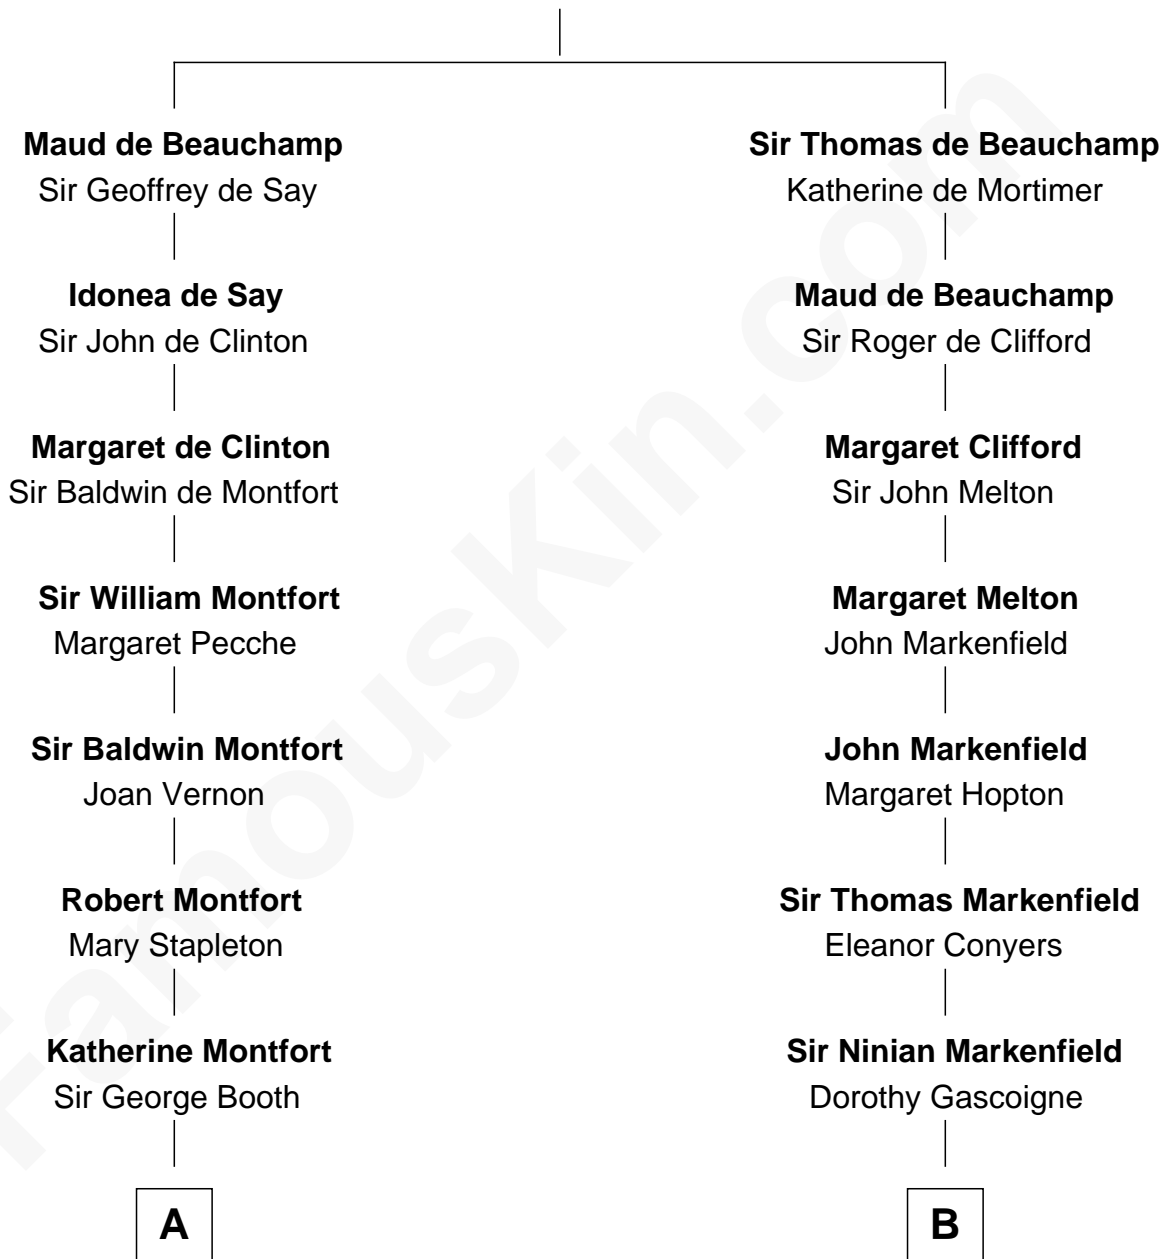 Maud de Beauchamp
Sir Geoffrey de Say
Idonea de Say
Sir John de Clinton
Margaret de Clinton
Sir Baldwin de Montfort
Sir William Montfort
Margaret Pecche
Sir Baldwin Montfort
Joan Vernon
Robert Montfort
Mary Stapleton
Katherine Montfort
Sir George Booth
A
Sir Thomas de Beauchamp
Katherine de Mortimer
Maud de Beauchamp
Sir Roger de Clifford
Margaret Clifford
Sir John Melton
Margaret Melton
John Markenfield
John Markenfield
Margaret Hopton
Sir Thomas Markenfield
Eleanor Conyers
Sir Ninian Markenfield
Dorothy Gascoigne
B
FamousKin.com